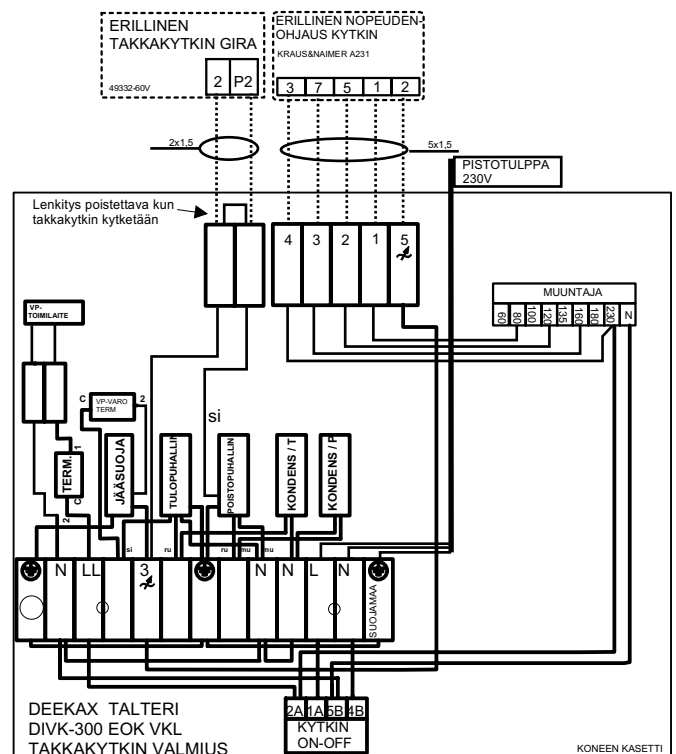 ERILLINEN
TAKKAKYTKIN GIRA
49332-60V
2 P2
ERILLINEN NOPEUDEN-
OHJAUS KYTKIN
KRAUS&NAIMER A231
3 7 5 1 2
2x1,5
5x1,5
PISTOTULPPA
230V
Lenkitys poistettava kun
takkakytkin kytketään
4 3 2 1 5
MUUNTAJA
60 80 100 120 135 160 180 230 N
VP-
TOIMILAITE
C
VP-VARO
TERM
2
si
1
TERM.
C
2
JÄÄSUOJA
TULOPUHALLIN
POISTOPUHALLIN
KONDENS / T
KONDENS / P
si ru ru mu mu
N LL 3 N N L N
SUOJAMAA
2A 1A 5B 4B
KYTKIN
ON-OFF
DEEKAX TALTERI
DIVK-300 EOK VKL
TAKKAKYTKIN VALMIUS
KONEEN KASETTI